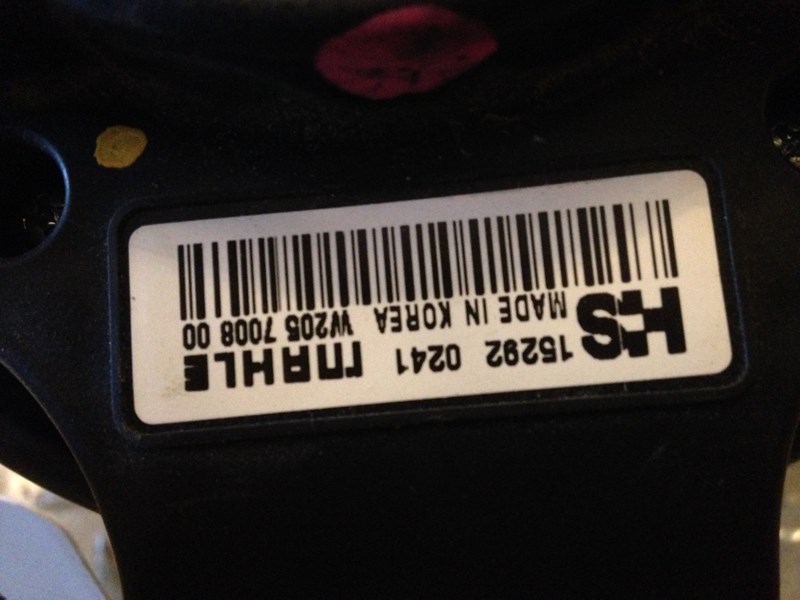 HS 15292 0241 MAHLE
MADE IN KOREA W205 7008 00